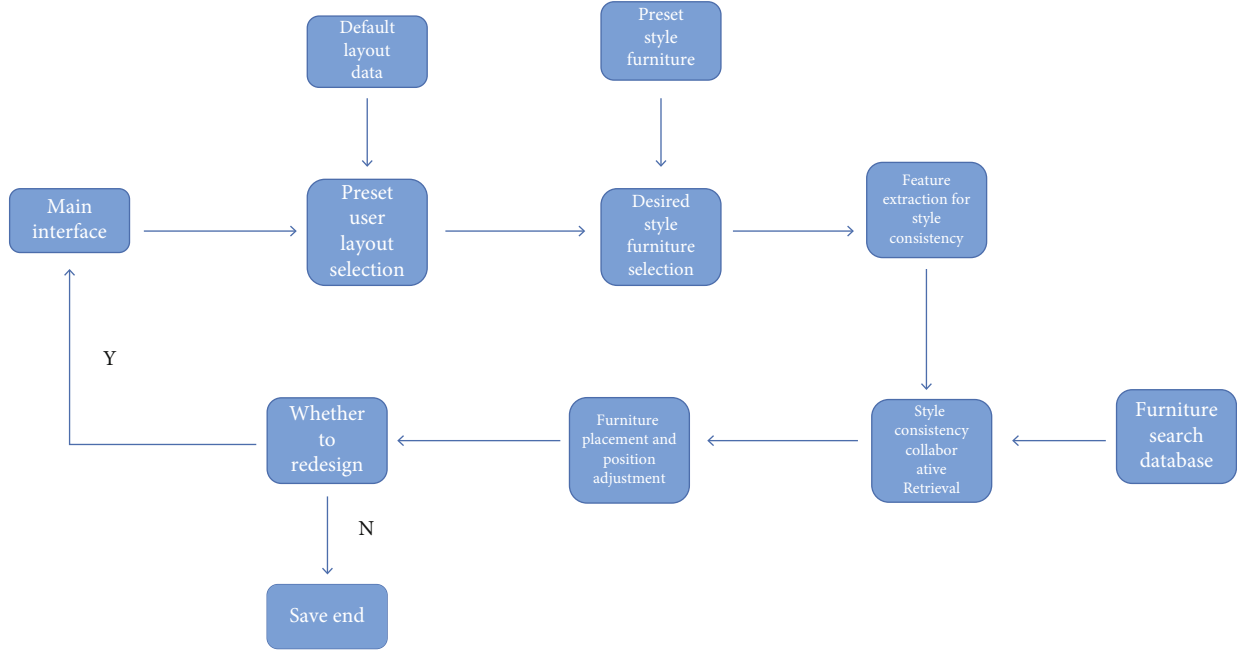 Default
layout
data
Preset
style
furniture
Main
interface
Preset
user
layout
selection
Desired
style
furniture
selection
Feature
extraction for
style
consistency
Y
Whether
to
redesign
Furniture
placement and
position
adjustment
Style
consistency
collabor
ative
Retrieval
Furniture
search
database
N
Save end